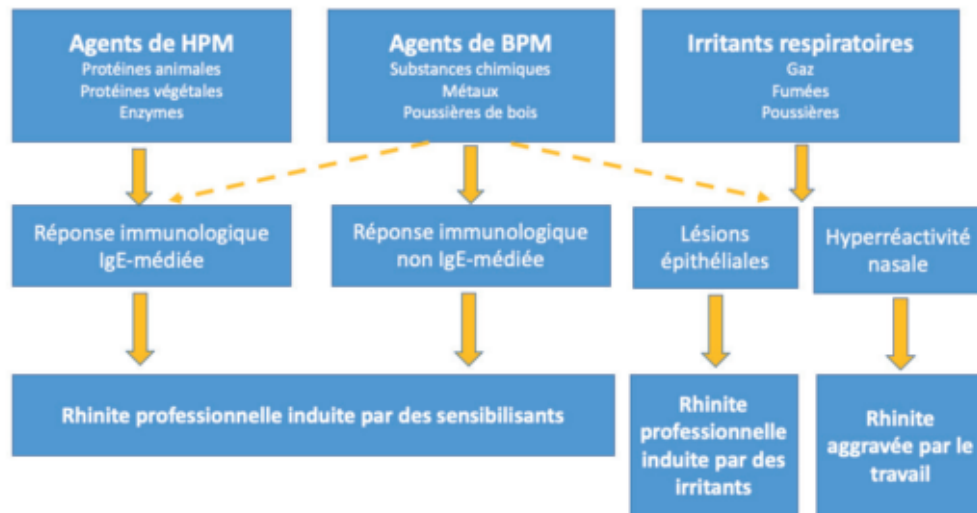 Agents de HPM
Protéines animales
Protéines végétales
Enzymes
Agents de BPM
Substances chimiques
Métaux
Poussières de bois
Irritants respiratoires
Gaz
Fumées
Poussières
Réponse immunologique
IgE-médiée
Réponse immunologique
non IgE-médiée
Lésions
épithéliales
Hyperréactivité
nasale
Rhinite professionnelle induite par des sensibilisants
Rhinite
professionnelle
induite par des
irritants
Rhinite
aggravée par le
travail